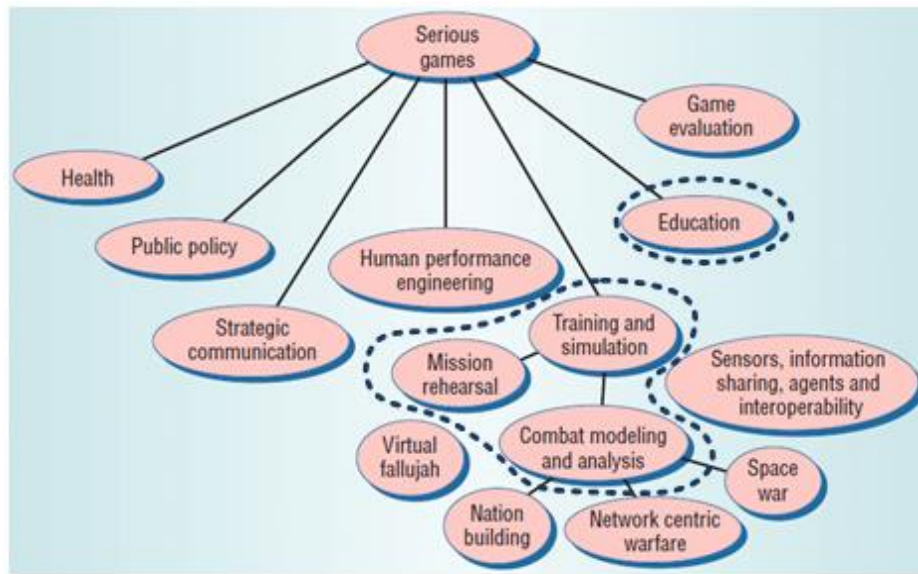 Serious
games
Game
evaluation
Health
Education
Public policy
Human performance
engineering
Strategic
communication
Training and
simulation
Mission
rehearsal
Sensors, information
sharing, agents and
interoperability
Combat modeling
and analysis
Virtual
fallujah
Space
war
Nation
building
Network centric
warfare